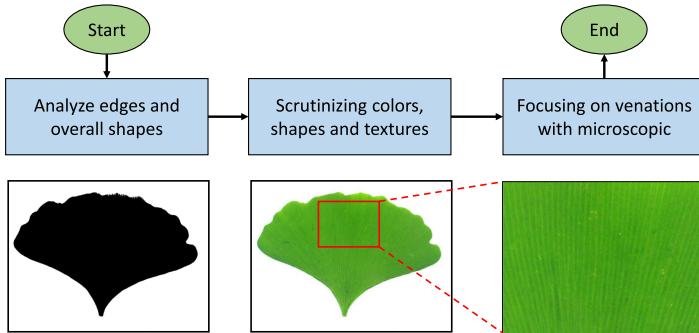 Start
End
Analyze edges and
overall shapes
Scrutinizing colors,
shapes and textures
Focusing on venations
with microscopic